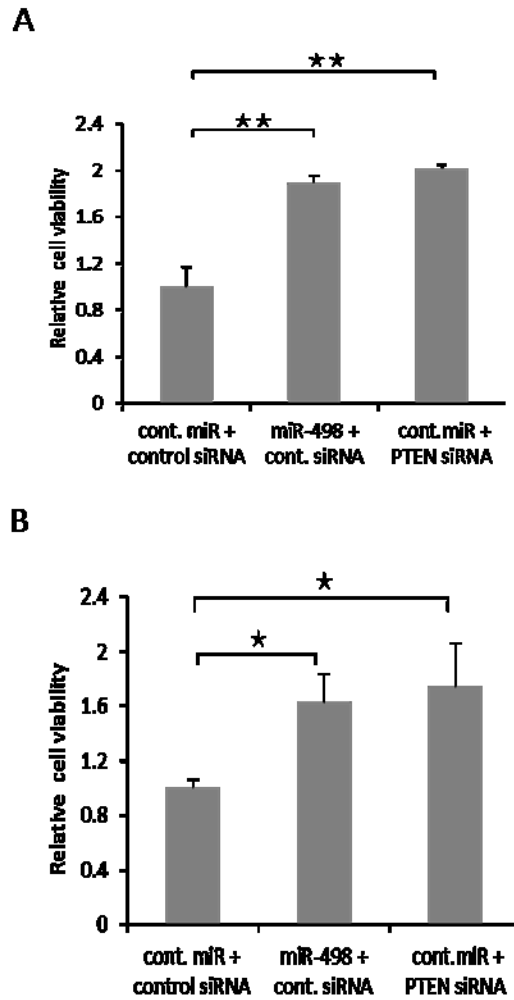 A
★★
★★
Relative cell viability
2.4
2
1.6
1.2
0.8
0.4
0
cont. miR + control siRNA
miR-498 + cont. siRNA
cont.miR + PTEN siRNA
B
★
★
Relative cell viability
2.4
2
1.6
1.2
0.8
0.4
0
cont. miR + control siRNA
miR-498 + cont. siRNA
cont.miR + PTEN siRNA